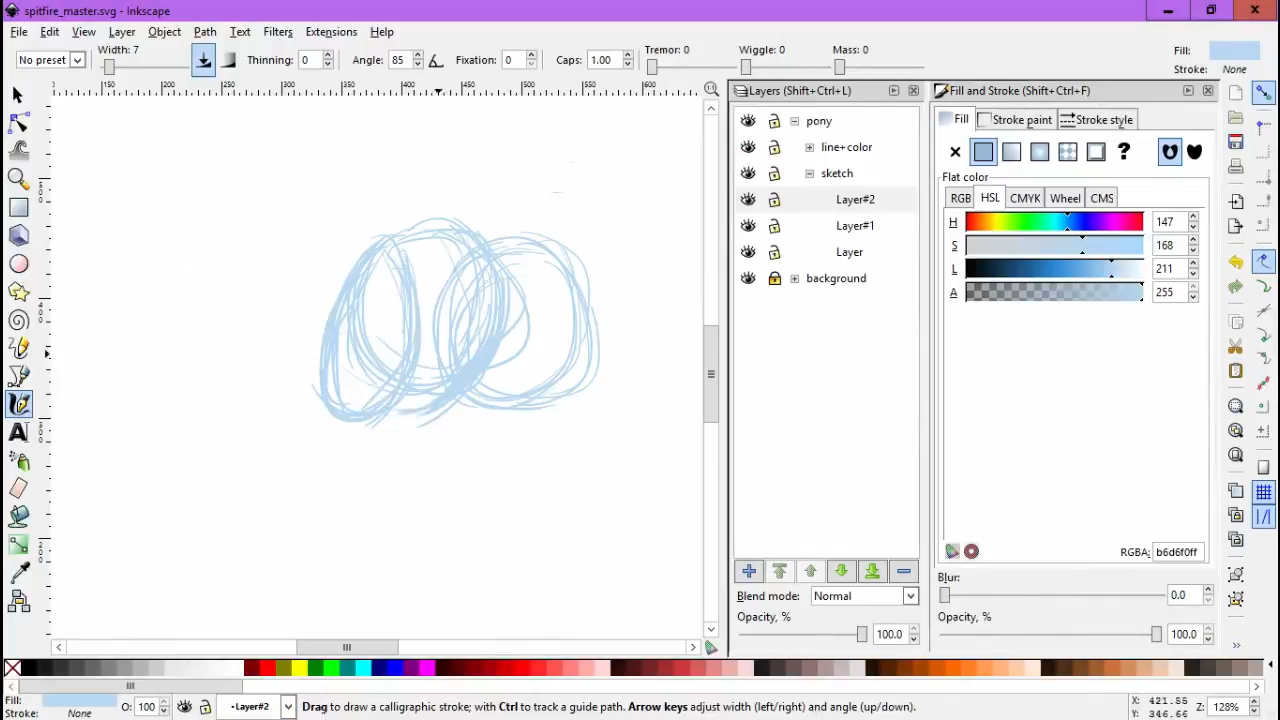 spitfire_master.svg - Inkscape
File Edit View Layer Object Path Text Filters Extensions Help
No preset Width: 7 Thinning: 0 Angle: 85 Fixation: 0 Caps: 1.00 Tremor: 0 Wiggle: 0 Mass: 0 Fill: Stroke: None
Layers (Shift+Ctrl+L)
pony
line+color
sketch
Layer#2
Layer#1
Layer
background
Blend mode: Normal
Opacity, %
100.0
Fill and Stroke (Shift+Ctrl+F)
Fill Stroke paint Stroke style
?
Flat color
RGB HSL CMYK Wheel CMS
H 147
S 168
L 211
A 255
RGBA: b6d6f0ff
Blur:
0.0
Opacity, %
100.0
Fill:
Stroke: None O: 100 •Layer#2 Drag to draw a calligraphic stroke; with Ctrl to track a guide path. Arrow keys adjust width (left/right) and angle (up/down).
X: 421.55
Y: 346.66
Z: 128%